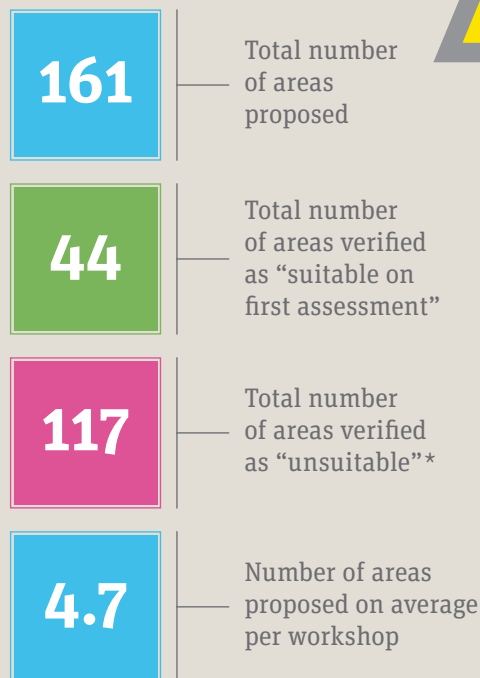 161
Total number
of areas
proposed
44
Total number
of areas verified
as “suitable on
first assessment”
117
Total number
of areas verified
as “unsuitable”*
4.7
Number of areas
proposed on average
per workshop